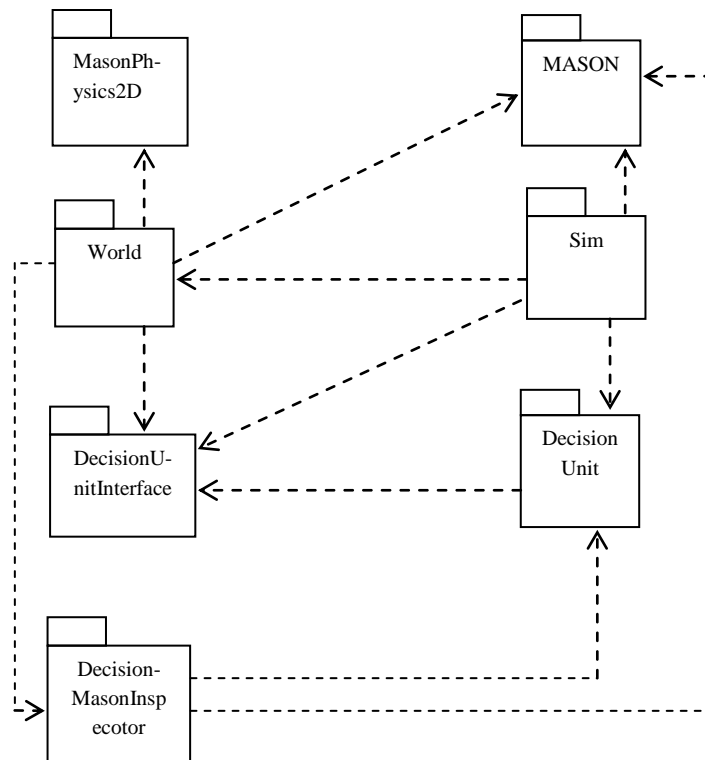 MasonPh-
ysics2D
MASON
World
Sim
DecisionU-
nitInterface
Decision
Unit
Decision-
MasonInsp
ecotor